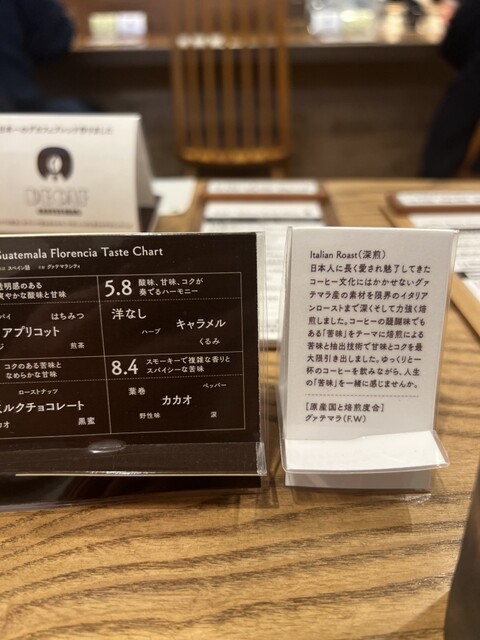 DECAF
Guatemala Florencia Taste Chart
スペイン語
グァテマラシティ
透明感のある
爽やかな酸味と甘味
5.8 酸味、甘味、コクが
奏でるハーモニー
パイ はちみつ
アプリコット
煎茶
洋なし
ハーブ キャラメル
くるみ
コクのある苦味と
なめらかな甘味
8.4 スモーキーで複雑な香りと
スパイシーな苦味
ローストナッツ
ミルクチョコレート
カオ 黒蜜
葉巻 ペッパー
カカオ
野性味 涙
Italian Roast(深煎)
日本人に長く愛され魅了してきた
コーヒー文化にはかかせないグァ
テマラ産の素材を限界のイタリア
ンローストまで深くそして力強く焙
煎しました。コーヒーの醍醐味でも
ある「苦味」をテーマに焙煎による
苦味と抽出技術で甘味とコクを最
大限引き出しました。ゆっくりと一
杯のコーヒーを飲みながら、人生
の「苦味」を一緒に感じませんか。
[原産国と焙煎度合]
グァテマラ(F.W)